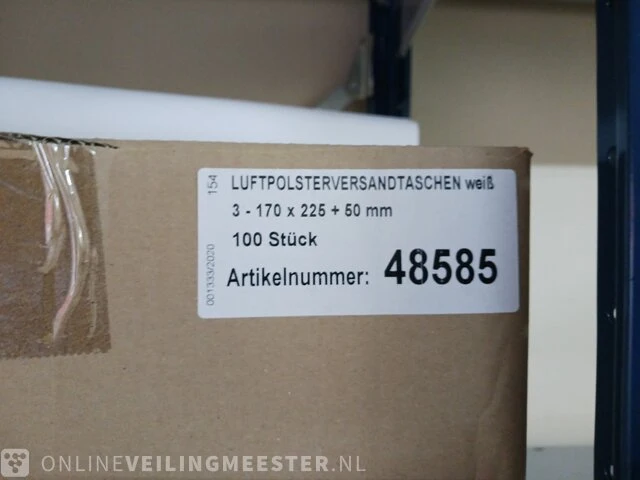 154
LUFTPOLSTERVERSANDTASCHEN weiß
3 - 170 x 225 + 50 mm
100 Stück
001333/2020
Artikelnummer: 48585
ONLINEVEILINGMEESTER.NL